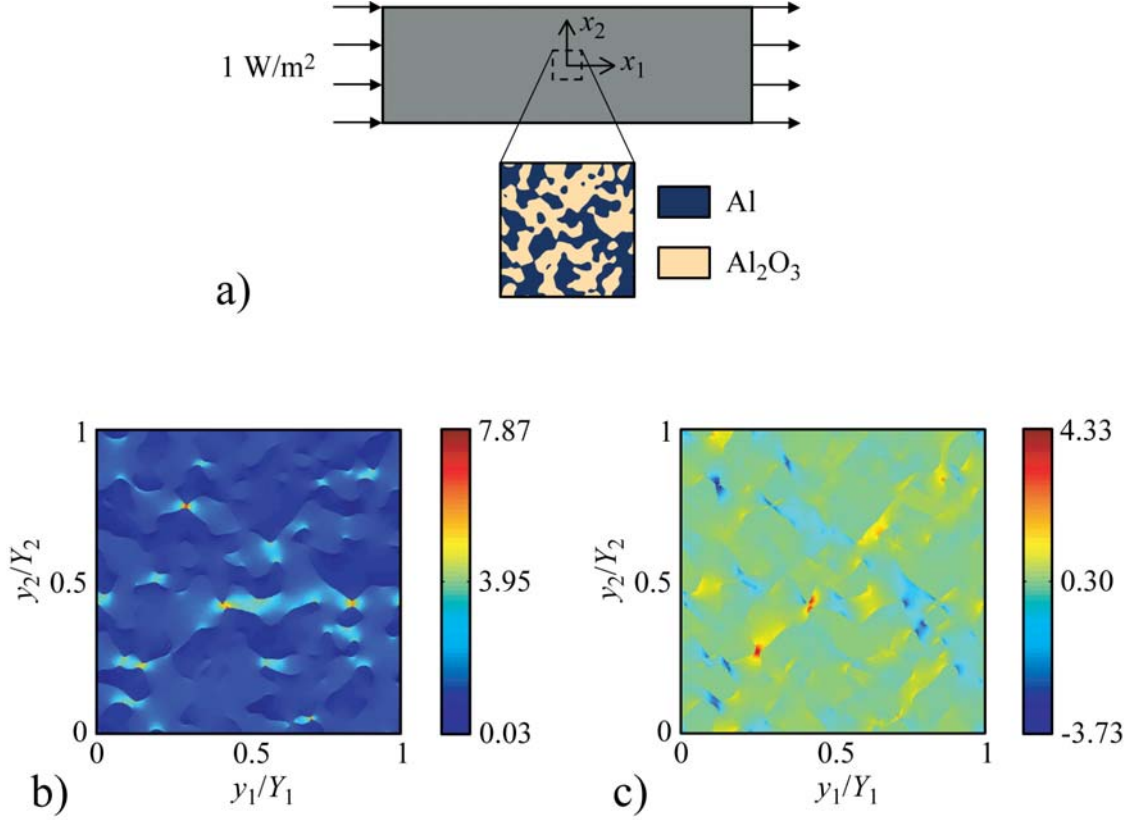 x₂
1 W/m²
x₁
Al
Al₂O₃
a)
1
7.87
y₂/Y₂
0.5
3.95
0
0.03
0
0.5
1
y₁/Y₁
b)
1
4.33
y₂/Y₂
0.5
0.30
0
-3.73
0
0.5
1
y₁/Y₁
c)